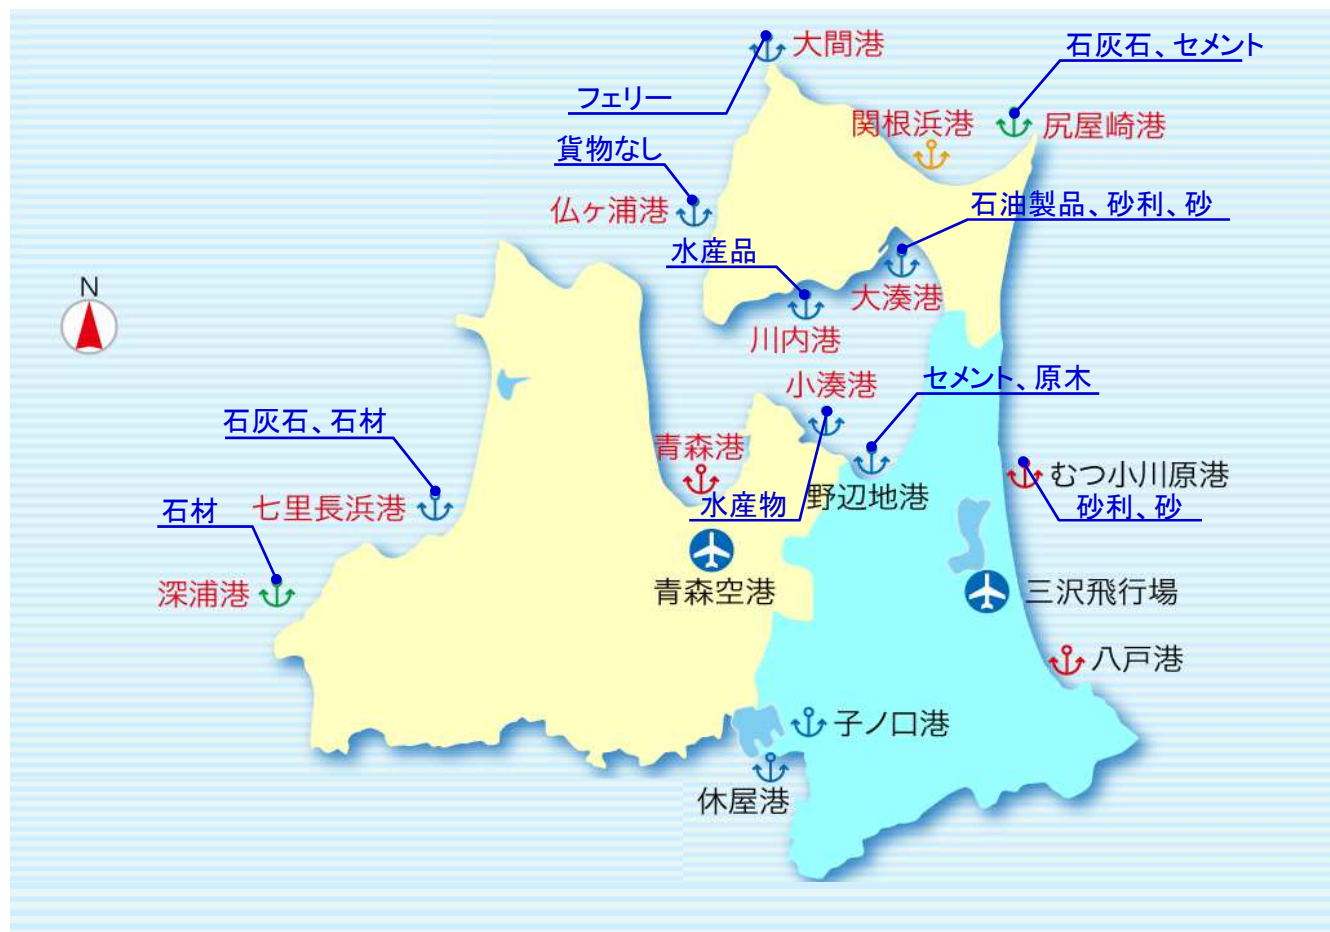 大間港
石灰石、セメント
フェリー
関根浜港
尻屋崎港
貨物なし
仏ヶ浦港
石油製品、砂利、砂
水産品
大湊港
N
川内港
小湊港
セメント、原木
石灰石、石材
青森港
むつ小川原港
七里長浜港
石材
水産物
野辺地港
砂利、砂
深浦港
青森空港
三沢飛行場
八戸港
子ノ口港
休屋港